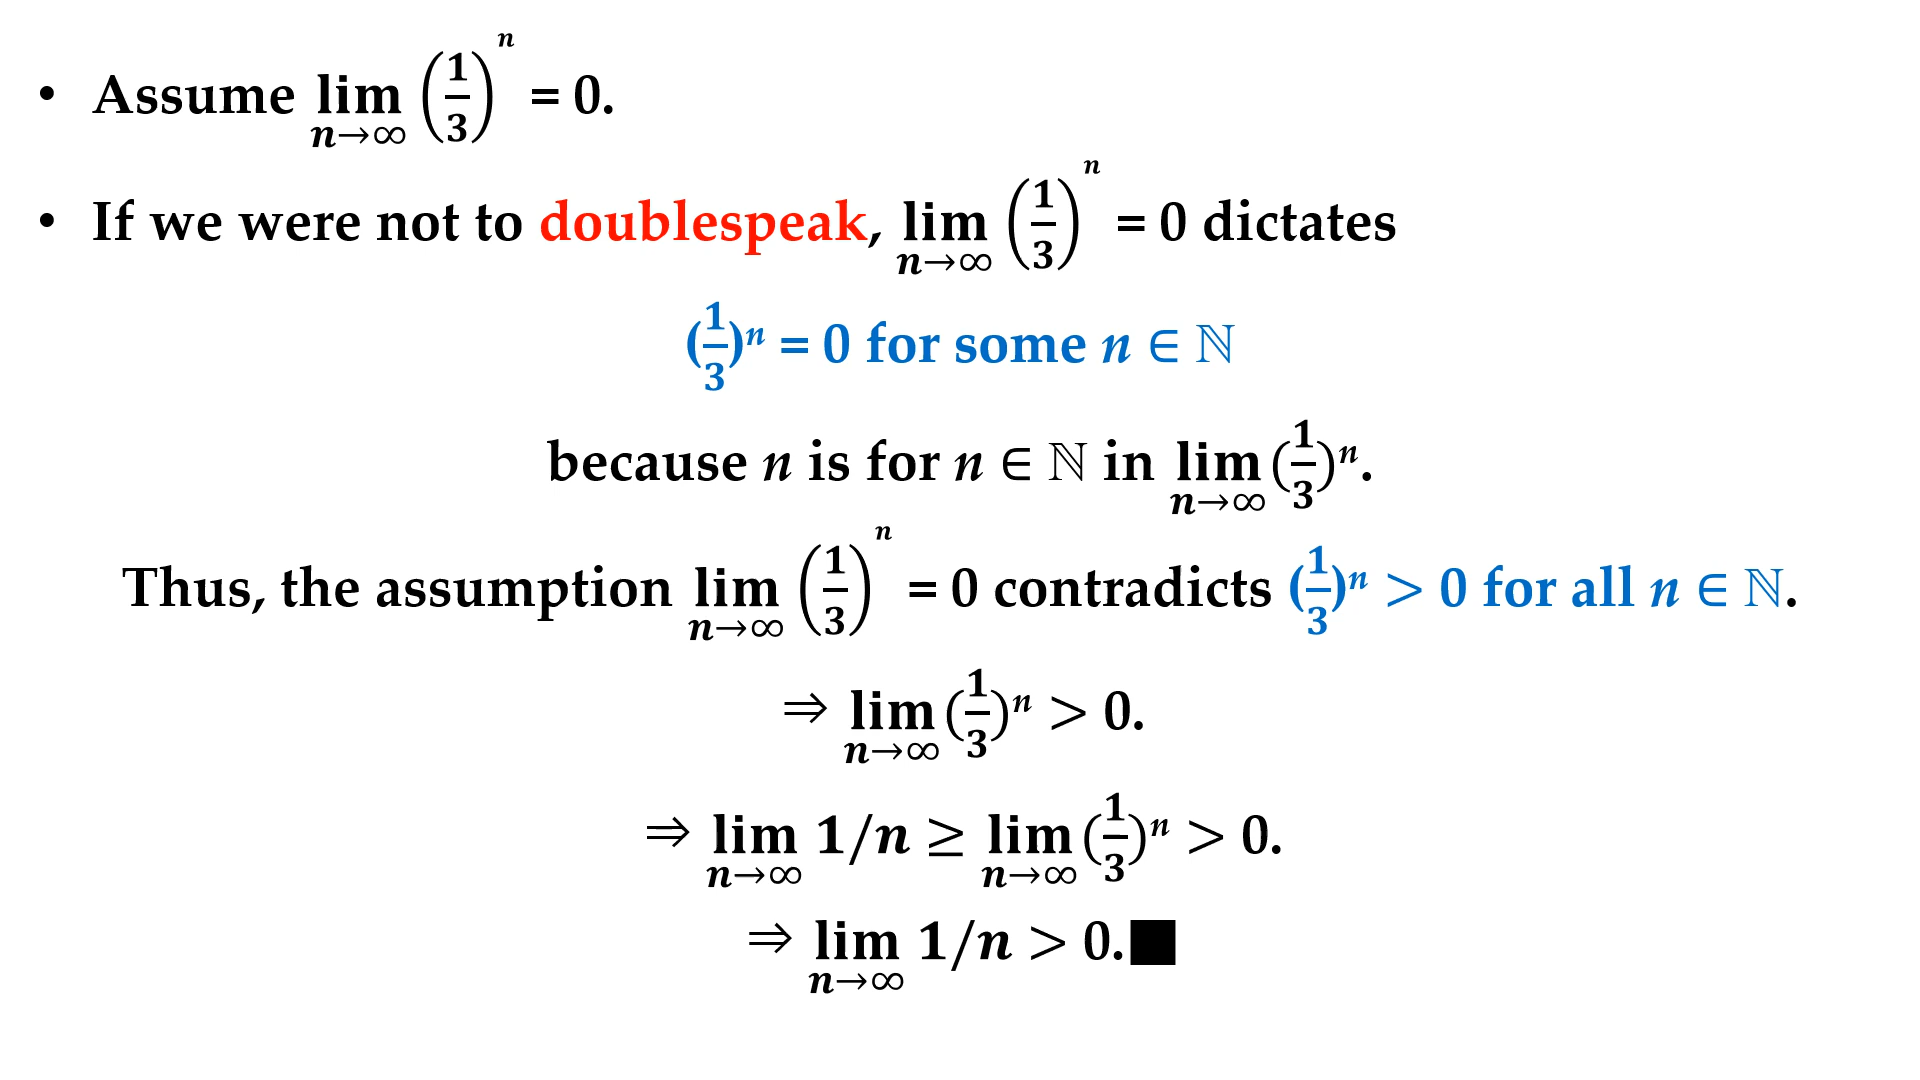 • Assume lim_{n→∞} (1/3)^n = 0.
• If we were not to doublespeak, lim_{n→∞} (1/3)^n = 0 dictates
(1/3)^n = 0 for some n ∈ ℕ
because n is for n ∈ ℕ in lim_{n→∞} (1/3)^n.
Thus, the assumption lim_{n→∞} (1/3)^n = 0 contradicts (1/3)^n > 0 for all n ∈ ℕ.
⇒ lim_{n→∞} (1/3)^n > 0.
⇒ lim_{n→∞} 1/n ≥ lim_{n→∞} (1/3)^n > 0.
⇒ lim_{n→∞} 1/n > 0.■